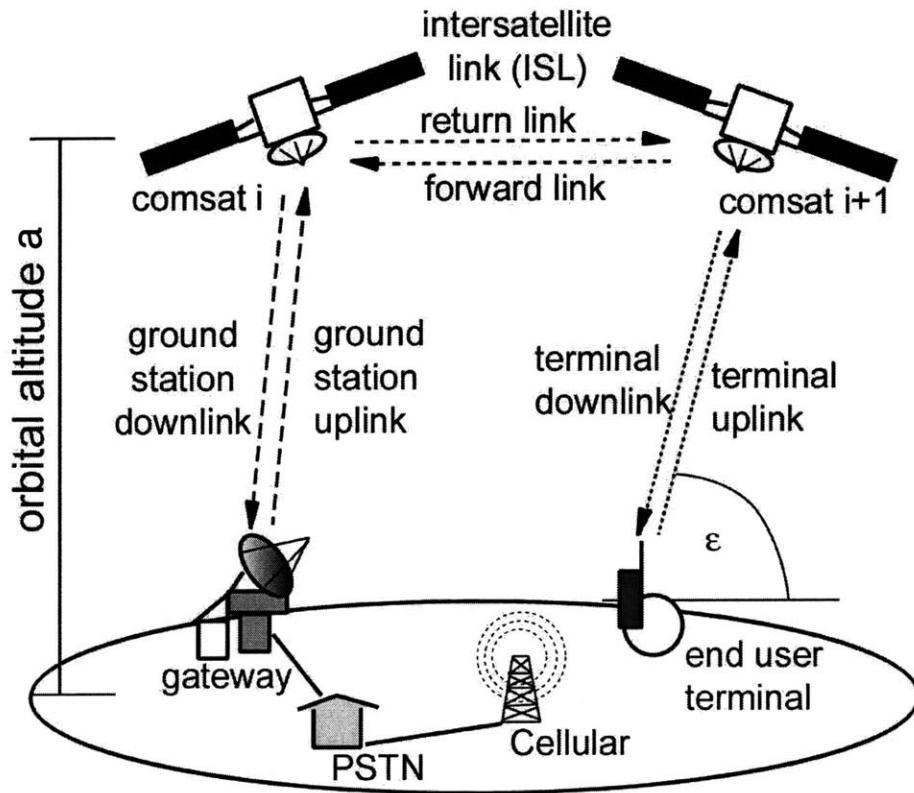 intersatellite
link (ISL)
return link
forward link
comsat i
comsat i+1
orbital altitude a
ground
station
downlink
ground
station
uplink
terminal
downlink
terminal
uplink
ε
gateway
end user
terminal
PSTN
Cellular